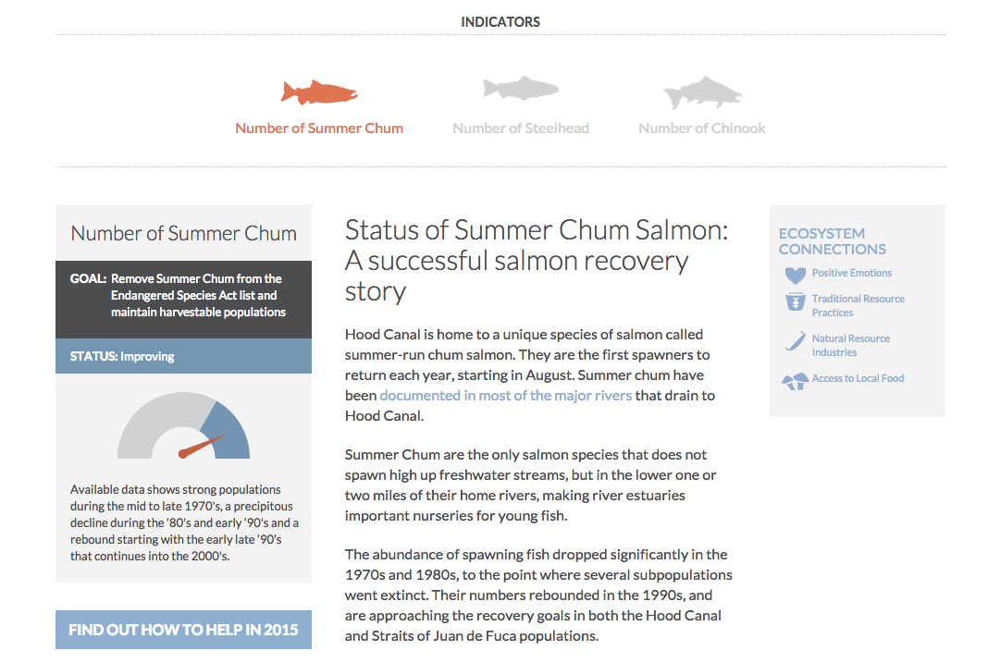 INDICATORS
Number of Summer Chum
Number of Steelhead
Number of Chinook
Number of Summer Chum
GOAL: Remove Summer Chum from the
Endangered Species Act list and
maintain harvestable populations
STATUS: Improving
Available data shows strong populations
during the mid to late 1970's, a precipitous
decline during the '80's and early '90's and a
rebound starting with the early late '90's
that continues into the 2000's.
FIND OUT HOW TO HELP IN 2015
Status of Summer Chum Salmon:
A successful salmon recovery
story
Hood Canal is home to a unique species of salmon called
summer-run chum salmon. They are the first spawners to
return each year, starting in August. Summer chum have
been documented in most of the major rivers that drain to
Hood Canal.
Summer Chum are the only salmon species that does not
spawn high up freshwater streams, but in the lower one or
two miles of their home rivers, making river estuaries
important nurseries for young fish.
The abundance of spawning fish dropped significantly in the
1970s and 1980s, to the point where several subpopulations
went extinct. Their numbers rebounded in the 1990s, and
are approaching the recovery goals in both the Hood Canal
and Straits of Juan de Fuca populations.
ECOSYSTEM
CONNECTIONS
Positive Emotions
Traditional Resource
Practices
Natural Resource
Industries
Access to Local Food